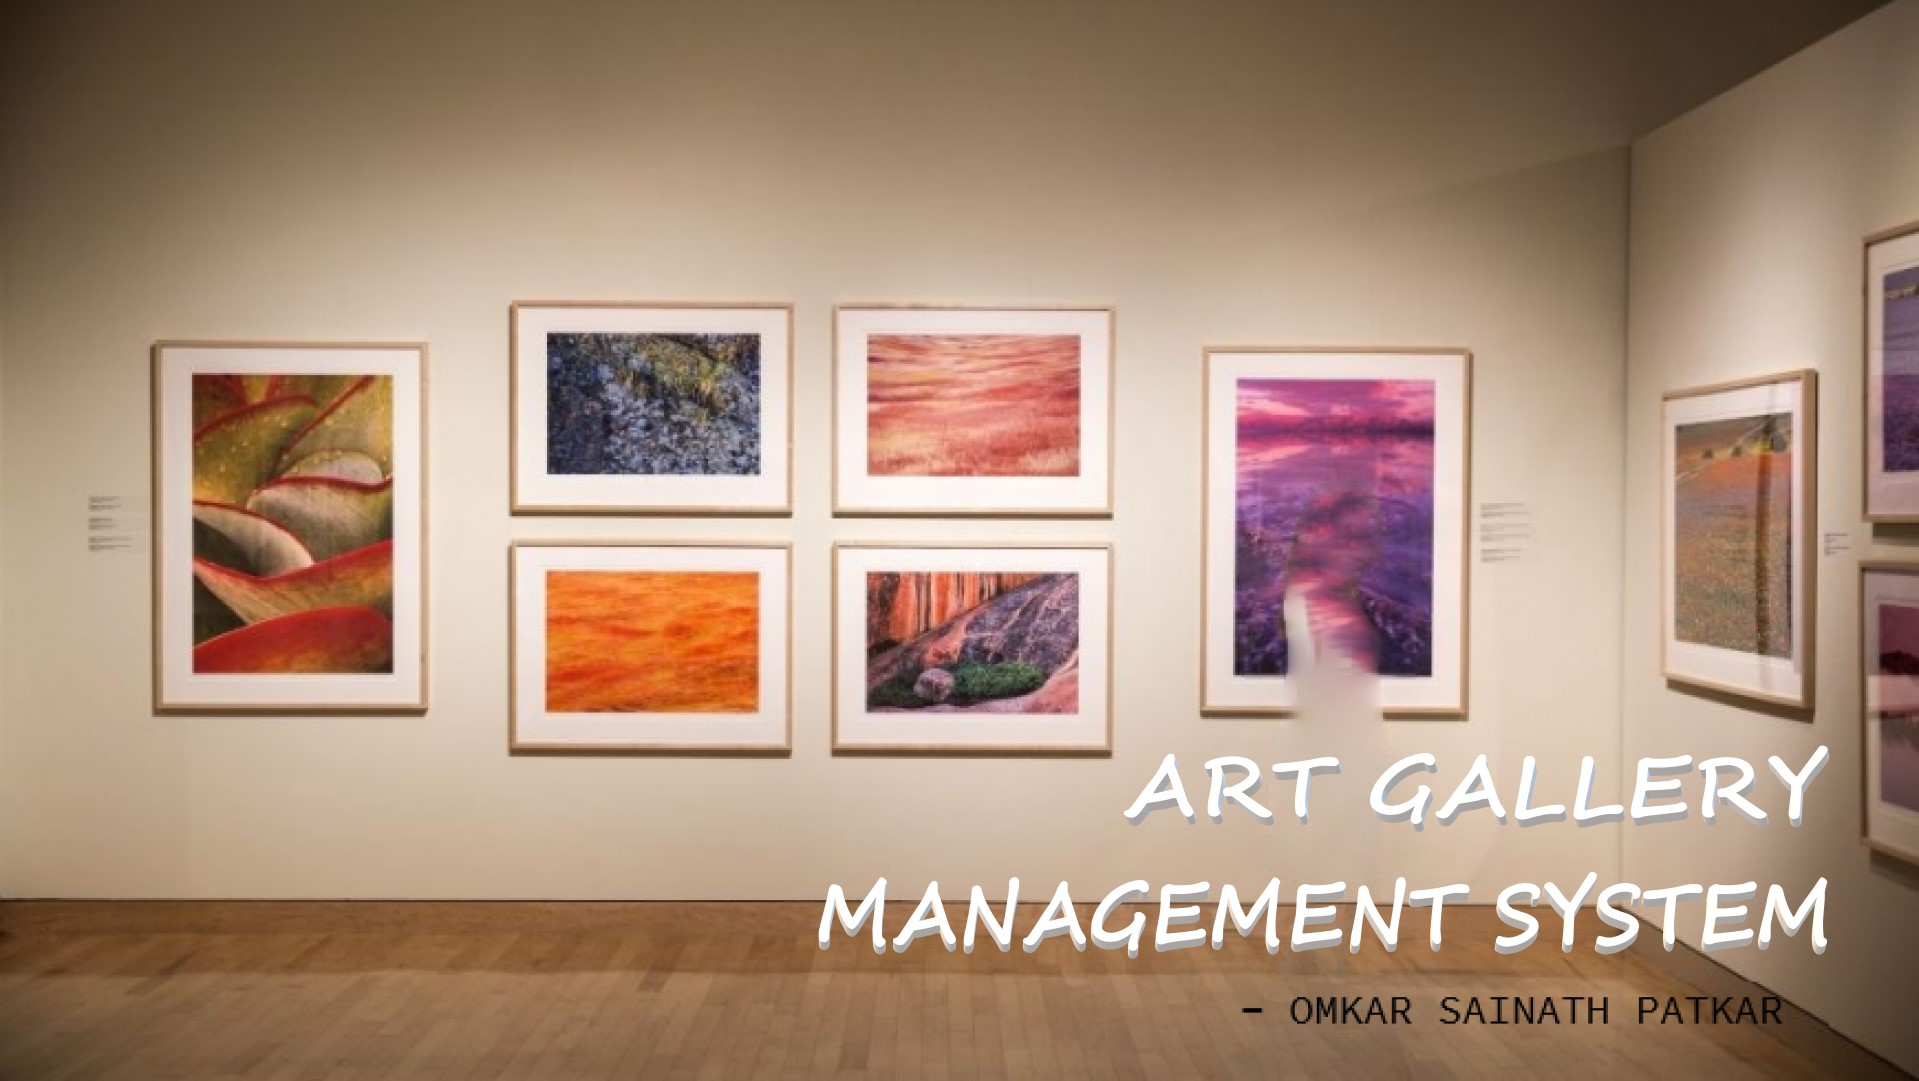 ART GALLERY
MANAGEMENT SYSTEM
- OMKAR SAINATH PATKAR